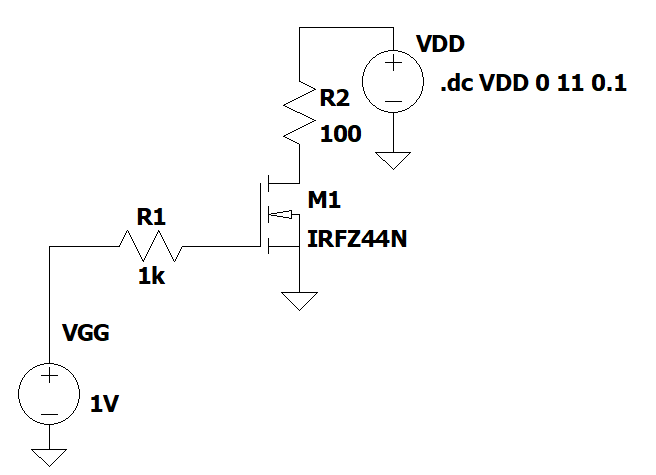 VDD
.dc VDD 0 11 0.1
R2
100
M1
IRFZ44N
R1
1k
VGG
1V